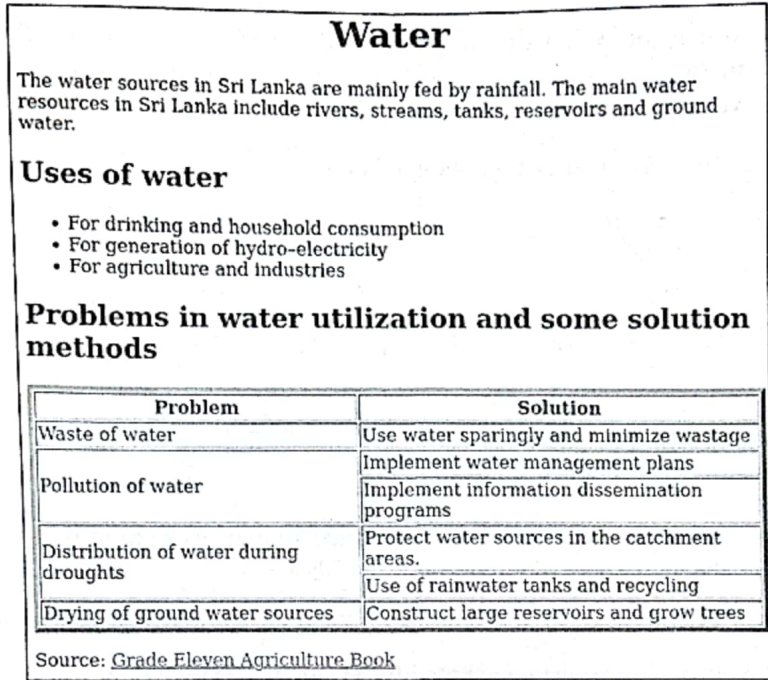 Water
The water sources in Sri Lanka are mainly fed by rainfall. The main water
resources in Sri Lanka include rivers, streams, tanks, reservoirs and ground
water.
Uses of water
• For drinking and household consumption
• For generation of hydro-electricity
• For agriculture and industries
Problems in water utilization and some solution
methods
Problem Solution
Waste of water Use water sparingly and minimize wastage
Pollution of water
Implement water management plans
Implement information dissemination
programs
Distribution of water during
droughts
Protect water sources in the catchment
areas.
Use of rainwater tanks and recycling
Drying of ground water sources Construct large reservoirs and grow trees
Source: Grade Eleven Agriculture Book